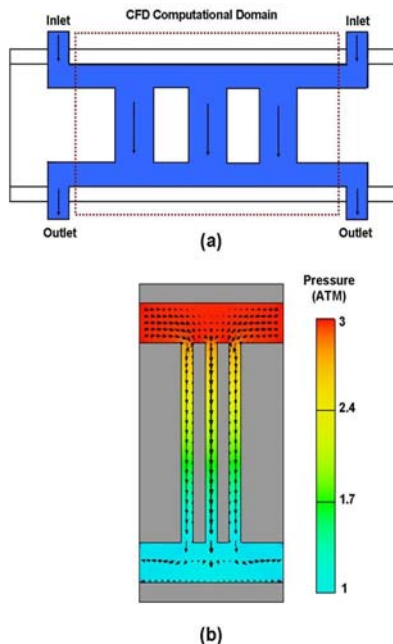 CFD Computational Domain
Inlet
Inlet
Outlet
Outlet
(a)
Pressure
(ATM)
3
2.4
1.7
1
(b)